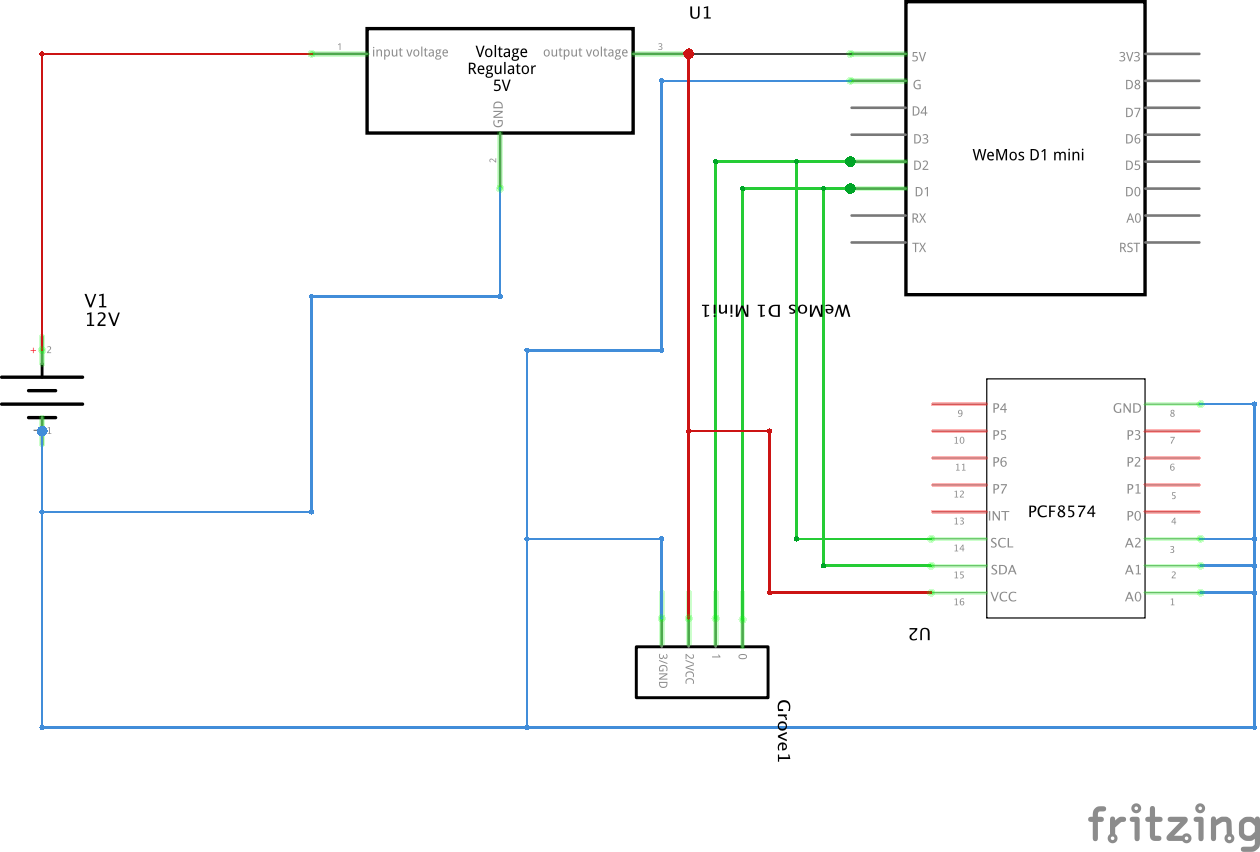 U1
1
input voltage
Voltage
Regulator
5V
output voltage
3
GND
2
5V
G
D4
D3
D2
D1
RX
TX
WeMos D1 mini
3V3
D8
D7
D6
D5
D0
A0
RST
WeMos D1 Mini1
V1
12V
+ 2
- 1
9 P4
10 P5
11 P6
12 P7
13 INT
14 SCL
15 SDA
16 VCC
PCF8574
GND 8
P3 7
P2 6
P1 5
P0 4
A2 3
A1 2
A0 1
U2
3/GND
2/VCC
1
0
Grove1
fritzing